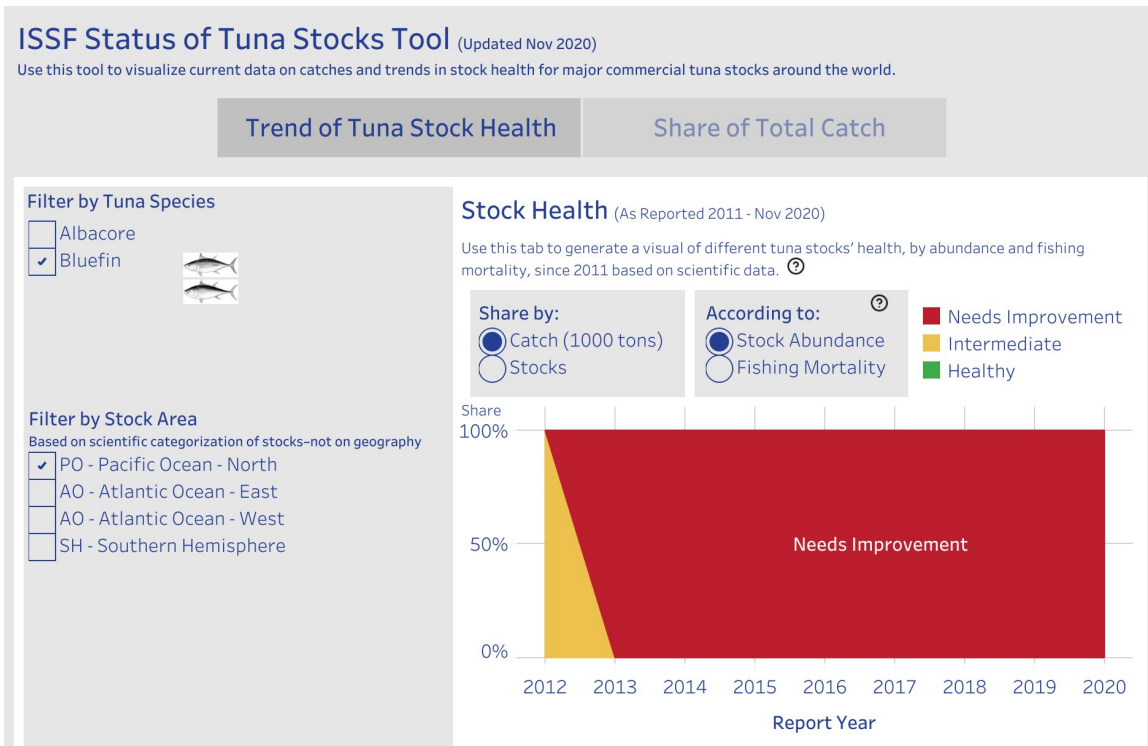 ISSF Status of Tuna Stocks Tool (Updated Nov 2020)
Use this tool to visualize current data on catches and trends in stock health for major commercial tuna stocks around the world.
Trend of Tuna Stock Health
Share of Total Catch
Filter by Tuna Species
Albacore
Bluefin
Filter by Stock Area
Based on scientific categorization of stocks–not on geography
PO - Pacific Ocean - North
AO - Atlantic Ocean - East
AO - Atlantic Ocean - West
SH - Southern Hemisphere
Stock Health (As Reported 2011 - Nov 2020)
Use this tab to generate a visual of different tuna stocks' health, by abundance and fishing
mortality, since 2011 based on scientific data. ?
Share by:
Catch (1000 tons)
Stocks
According to: ?
Stock Abundance
Fishing Mortality
Needs Improvement
Intermediate
Healthy
Share
100%
50%
0%
Needs Improvement
2012 2013 2014 2015 2016 2017 2018 2019 2020
Report Year